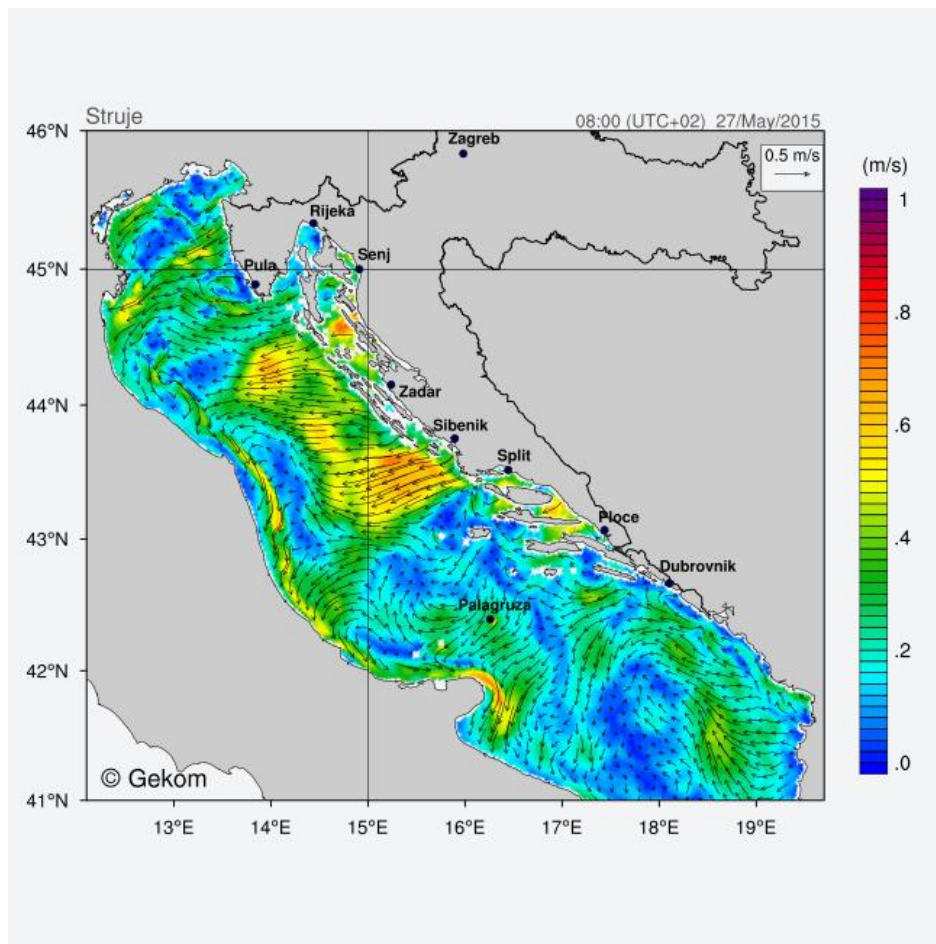 Struje
08:00 (UTC+02) 27/May/2015
46°N
Zagreb
0.5 m/s
(m/s)
1
Rijeka
Senj
45°N
Pula
.8
44°N
Zadar
Sibenik
.6
Split
Ploce
43°N
.4
Dubrovnik
Palagruza
42°N
.2
© Gekom
.0
41°N
13°E
14°E
15°E
16°E
17°E
18°E
19°E